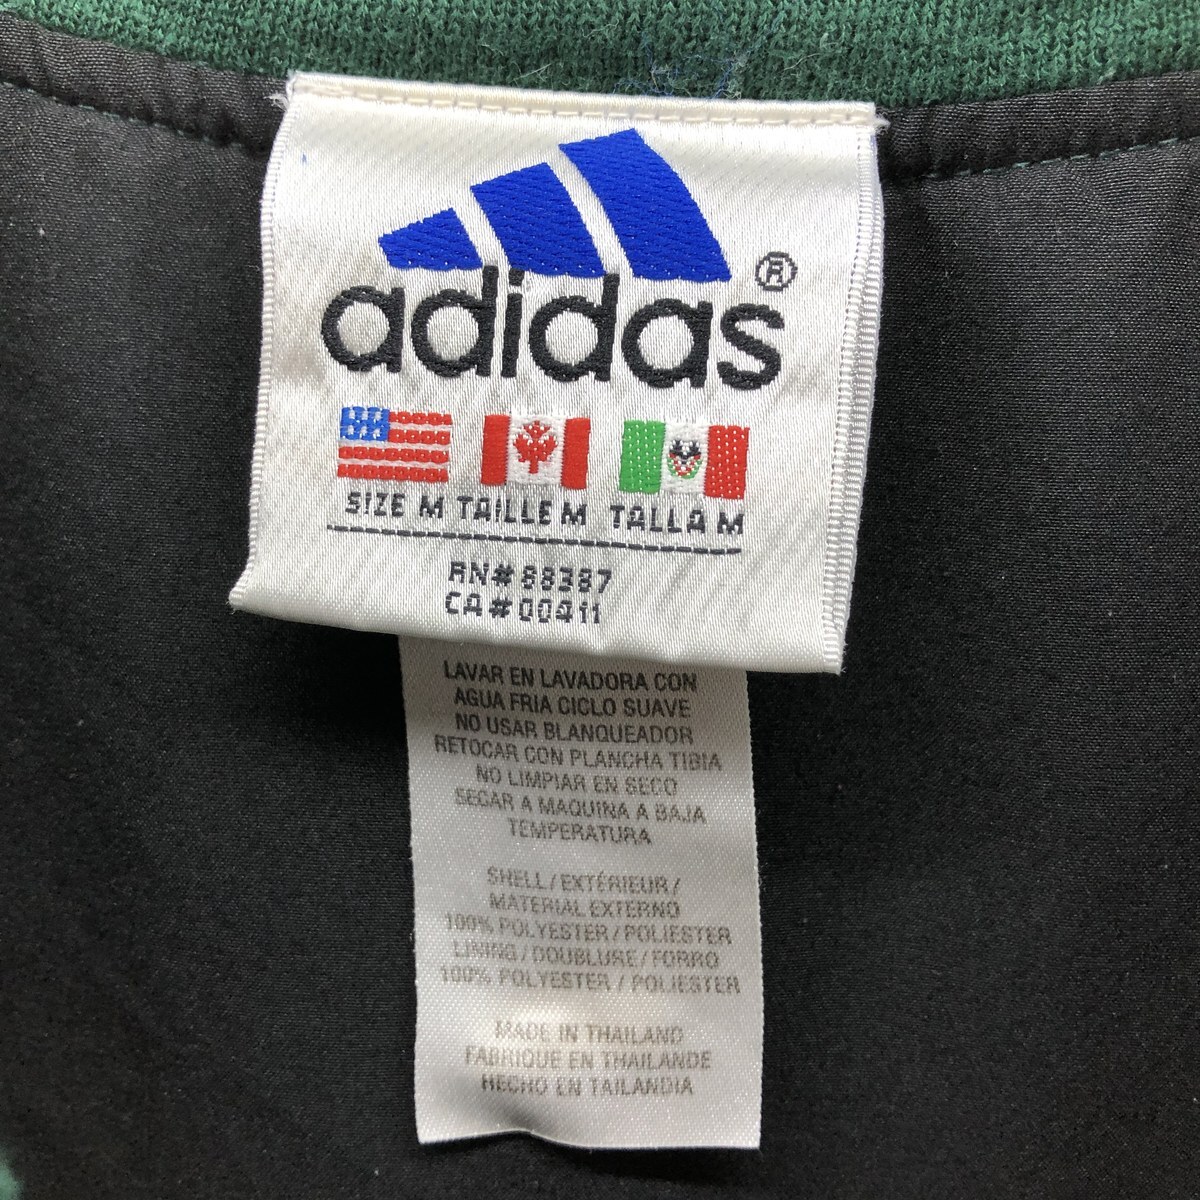 adidas®
SIZE M TAILLE M TALLA M
RN# 88387
CA# 00411
LAVAR EN LAVADORA CON
AGUA FRIA CICLO SUAVE
NO USAR BLANQUEADOR
RETOCAR CON PLANCHA TIBIA
NO LIMPIAR EN SECO
SECAR A MAQUINA A BAJA
TEMPERATURA
SHELL/EXTÉRIEUR/
MATERIAL EXTERNO
100% POLYESTER/POLIESTER
LINING/DOUBLURE/FORRO
100% POLYESTER/POLIESTER
MADE IN THAILAND
FABRIQUE EN THAILANDE
HECHO EN TAILANDIA